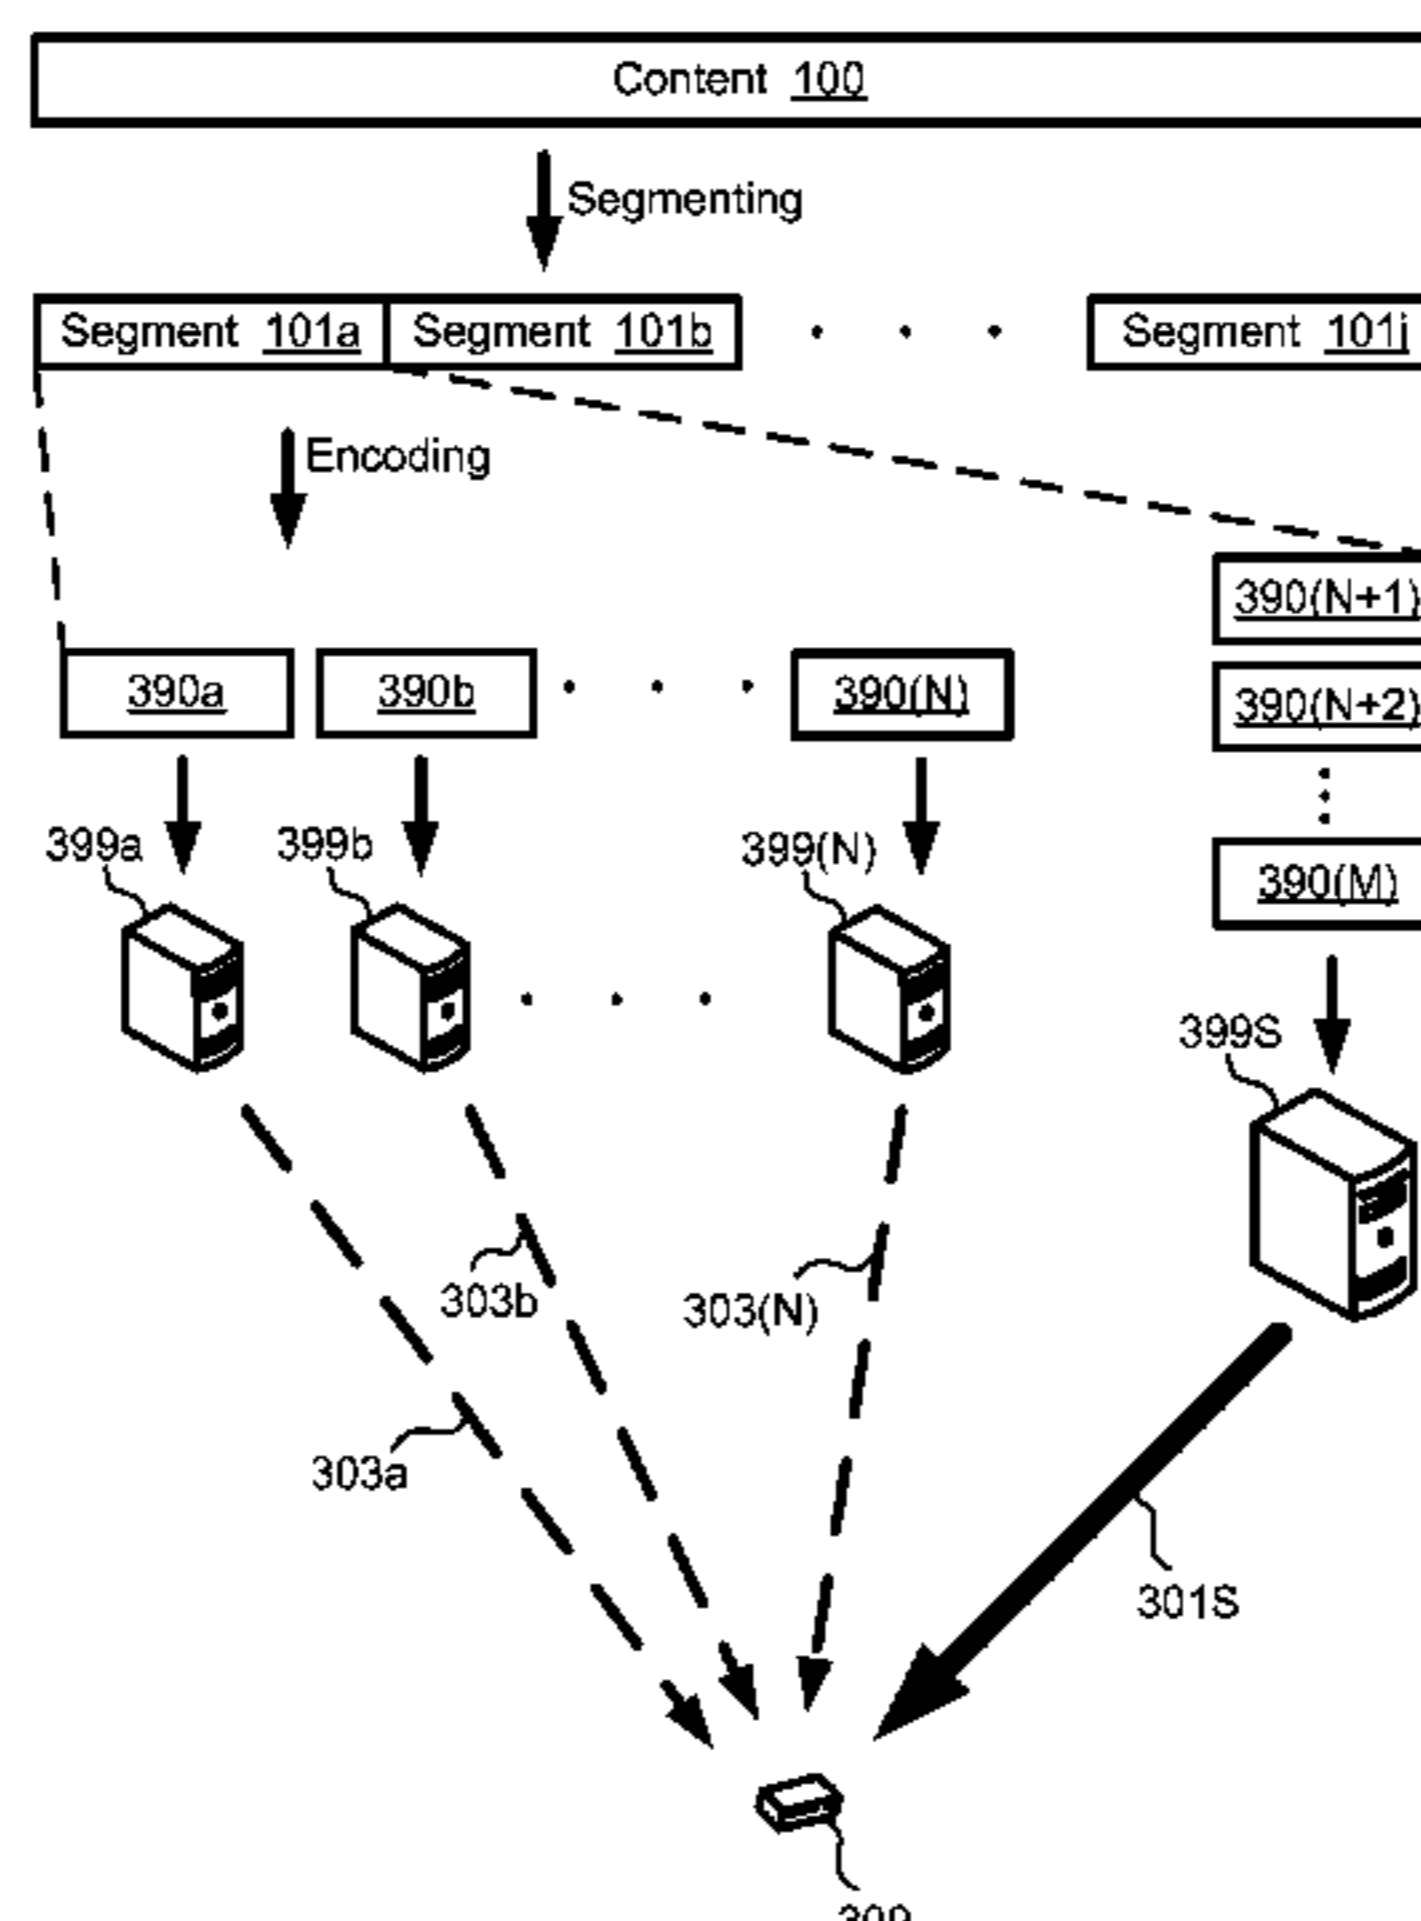 Content 100
Segmenting
Segment 101a Segment 101b Segment 101j
Encoding
390(N+1)
390a 390b 390(N) 390(N+2)
399a 399b 399(N) 390(M)
399S
303b 303(N)
303a
301S
309